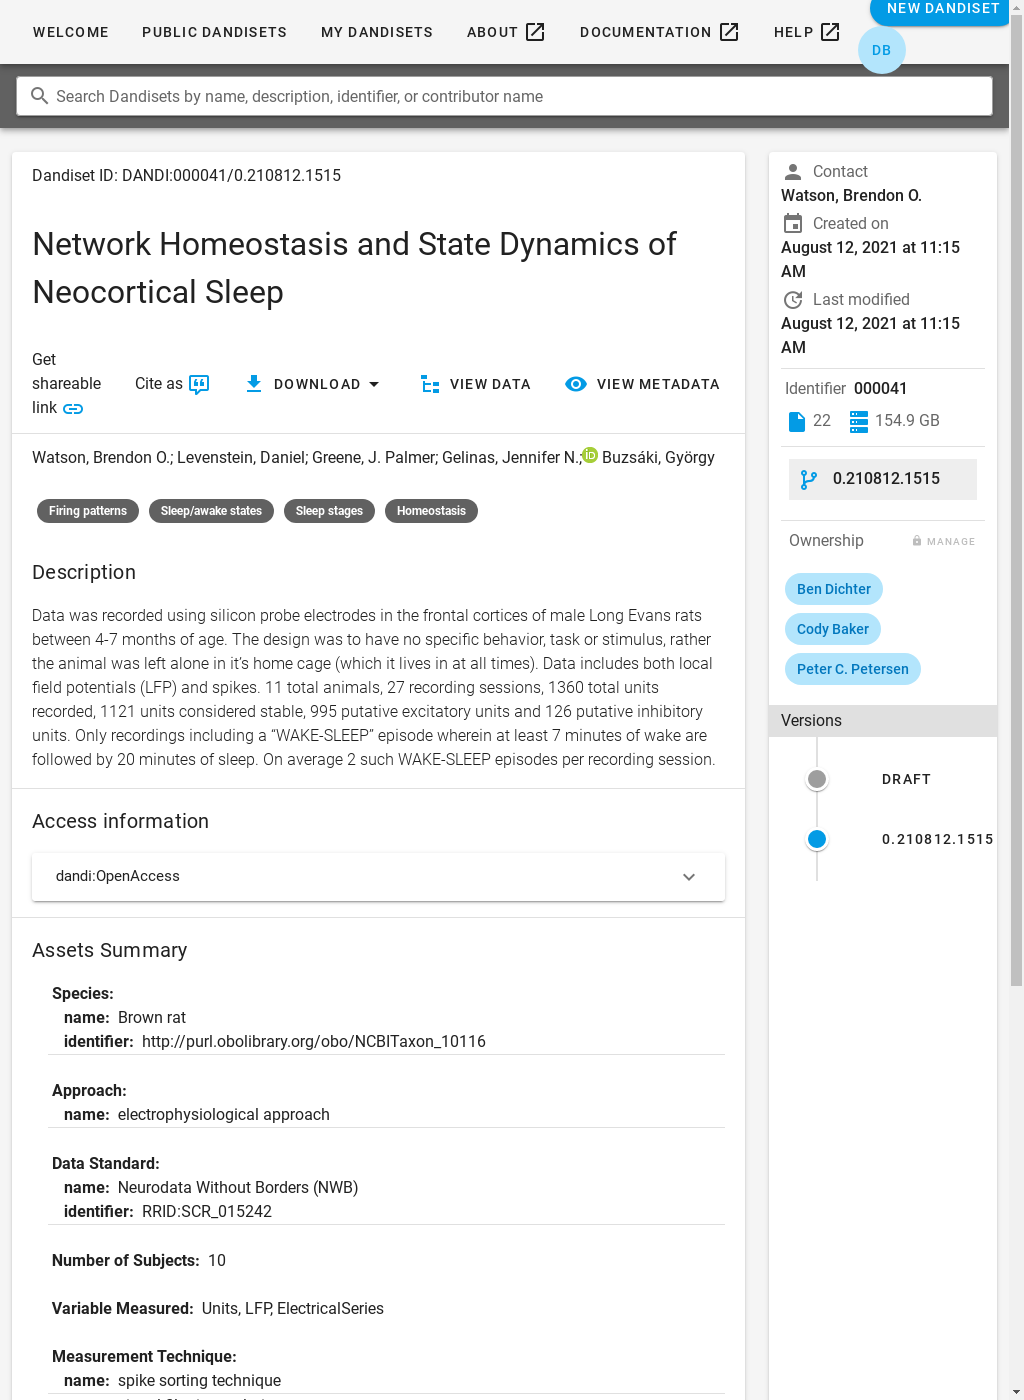 WELCOME PUBLIC DANDISETS MY DANDISETS ABOUT DOCUMENTATION HELP NEW DANDISET
DB
Search Dandisets by name, description, identifier, or contributor name
Dandiset ID: DANDI:000041/0.210812.1515
Network Homeostasis and State Dynamics of
Neocortical Sleep
Get
shareable
link
Cite as
DOWNLOAD
VIEW DATA
VIEW METADATA
Watson, Brendon O.; Levenstein, Daniel; Greene, J. Palmer; Gelinas, Jennifer N.; iD Buzsáki, György
Firing patterns Sleep/awake states Sleep stages Homeostasis
Description
Data was recorded using silicon probe electrodes in the frontal cortices of male Long Evans rats
between 4-7 months of age. The design was to have no specific behavior, task or stimulus, rather
the animal was left alone in it’s home cage (which it lives in at all times). Data includes both local
field potentials (LFP) and spikes. 11 total animals, 27 recording sessions, 1360 total units
recorded, 1121 units considered stable, 995 putative excitatory units and 126 putative inhibitory
units. Only recordings including a “WAKE-SLEEP” episode wherein at least 7 minutes of wake are
followed by 20 minutes of sleep. On average 2 such WAKE-SLEEP episodes per recording session.
Access information
dandi:OpenAccess
Assets Summary
Species:
name: Brown rat
identifier: http://purl.obolibrary.org/obo/NCBITaxon_10116
Approach:
name: electrophysiological approach
Data Standard:
name: Neurodata Without Borders (NWB)
identifier: RRID:SCR_015242
Number of Subjects: 10
Variable Measured: Units, LFP, ElectricalSeries
Measurement Technique:
name: spike sorting technique
Contact
Watson, Brendon O.
Created on
August 12, 2021 at 11:15
AM
Last modified
August 12, 2021 at 11:15
AM
Identifier 000041
22 154.9 GB
0.210812.1515
Ownership MANAGE
Ben Dichter
Cody Baker
Peter C. Petersen
Versions
DRAFT
0.210812.1515